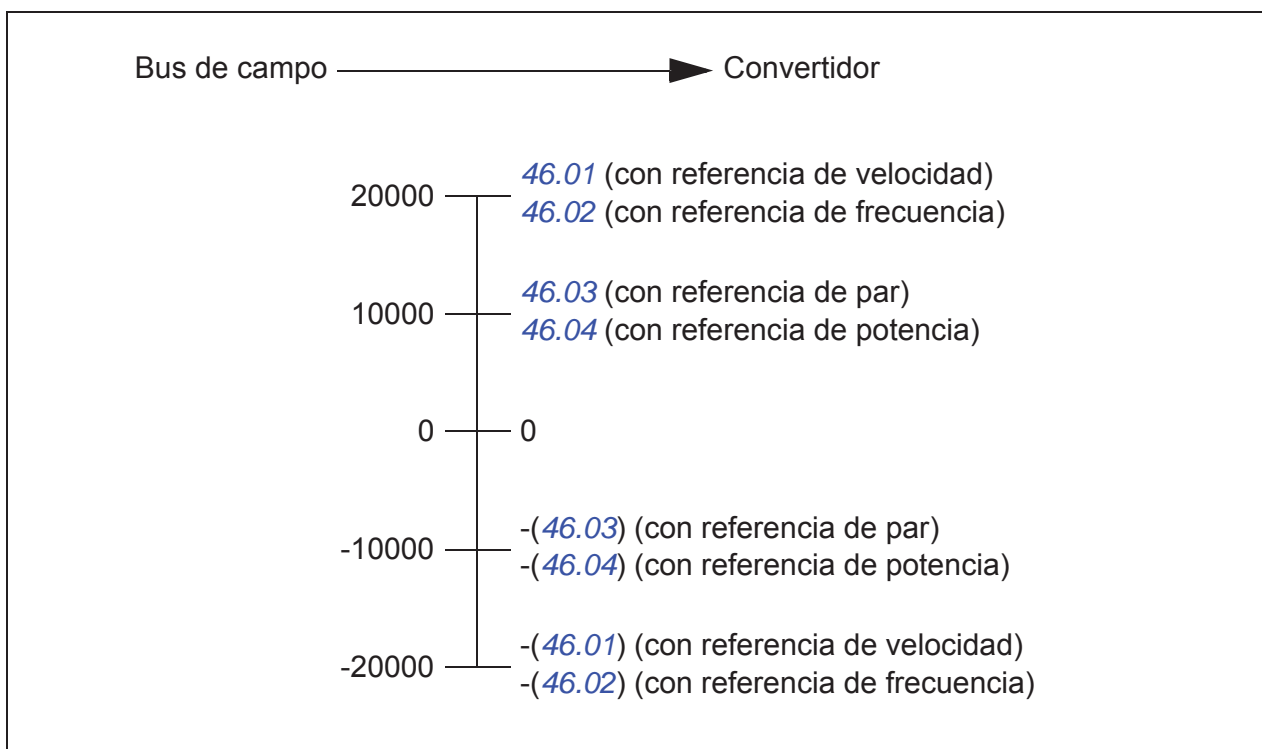 Bus de campo Convertidor
46.01 (con referencia de velocidad)
20000
46.02 (con referencia de frecuencia)
46.03 (con referencia de par)
10000
46.04 (con referencia de potencia)
0 0
-(46.03) (con referencia de par)
-10000
-(46.04) (con referencia de potencia)
-(46.01) (con referencia de velocidad)
-20000
-(46.02) (con referencia de frecuencia)